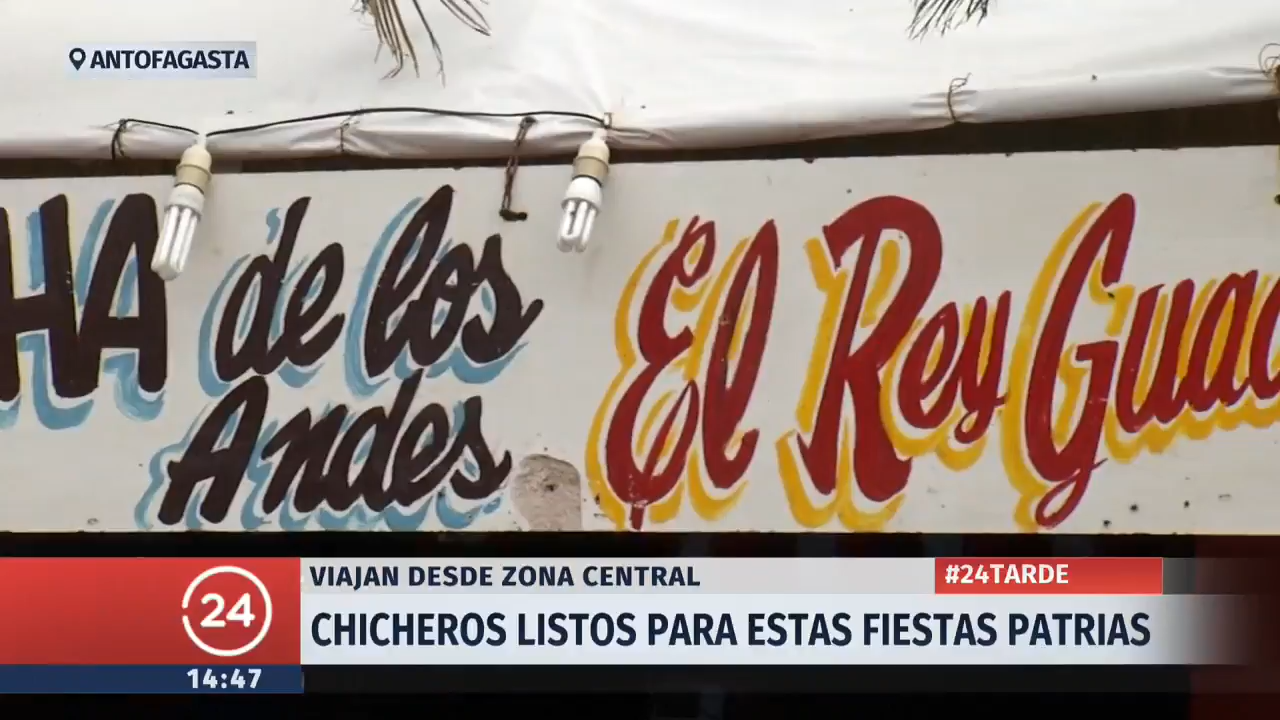 ANTOFAGASTA
HA de los
Andes
El Rey Guac
VIAJAN DESDE ZONA CENTRAL
#24TARDE
24
CHICHEROS LISTOS PARA ESTAS FIESTAS PATRIAS
14:47